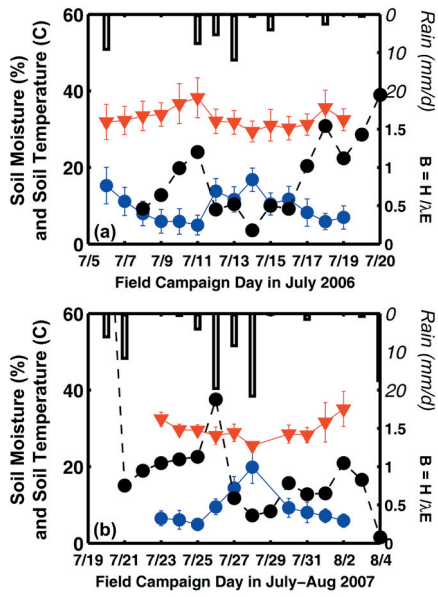 60
0
Rain (mm/d)
10
40
20
Soil Moisture (%)
and Soil Temperature (C)
1.5
20
1
B = H /λE
0.5
(a)
0
0
7/5 7/7 7/9 7/11 7/13 7/15 7/17 7/20
Field Campaign Day in July 2006
60
0
Rain (mm/d)
10
40
20
Soil Moisture (%)
and Soil Temperature (C)
1.5
20
1
B = H /λE
0.5
(b)
0
0
7/19 7/21 7/23 7/25 7/27 7/29 7/31 8/2 8/4
Field Campaign Day in July–Aug 2007